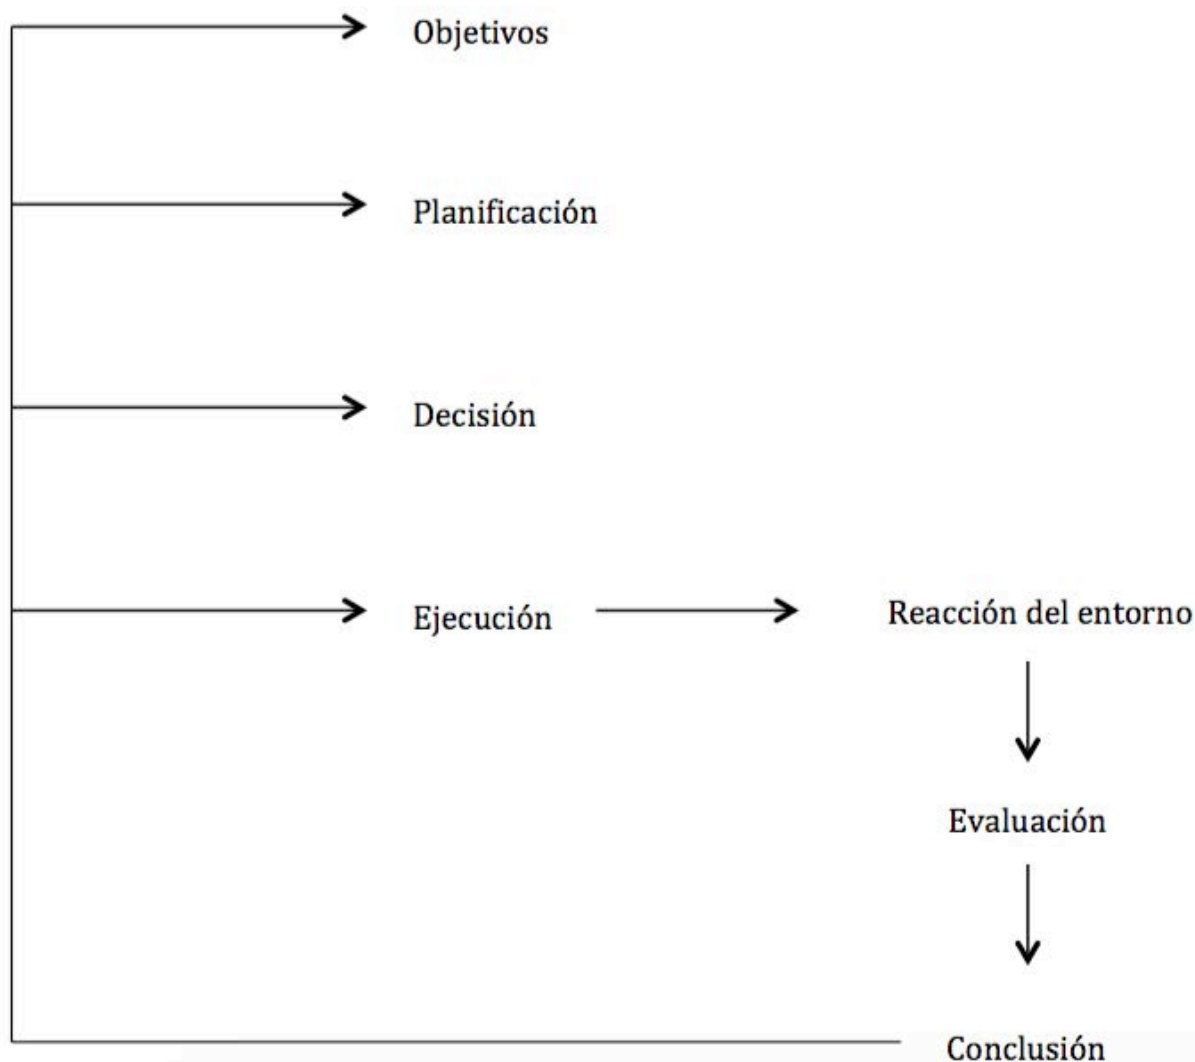 Objetivos
Planificación
Decisión
Ejecución
Reacción del entorno
Evaluación
Conclusión